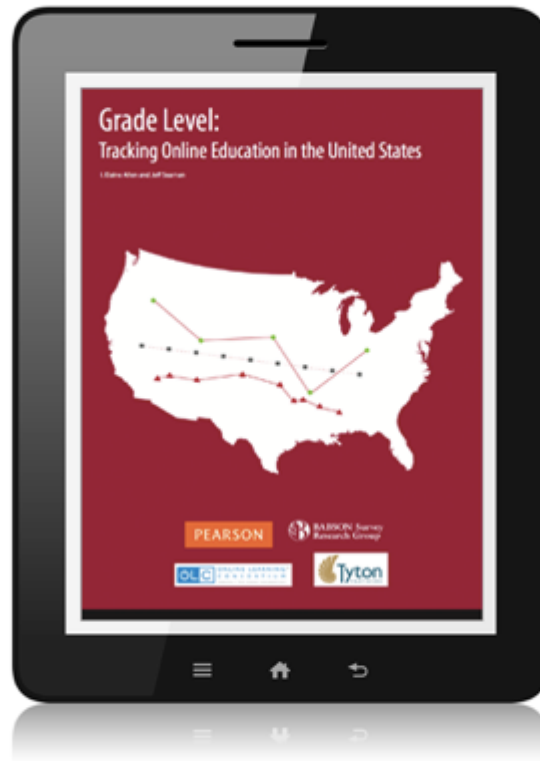 Grade Level:
Tracking Online Education in the United States
I. Elaine Allen and Jeff Seaman
PEARSON
BABSON Survey
Research Group
OLC ONLINE LEARNING
CONSORTIUM
Tyton